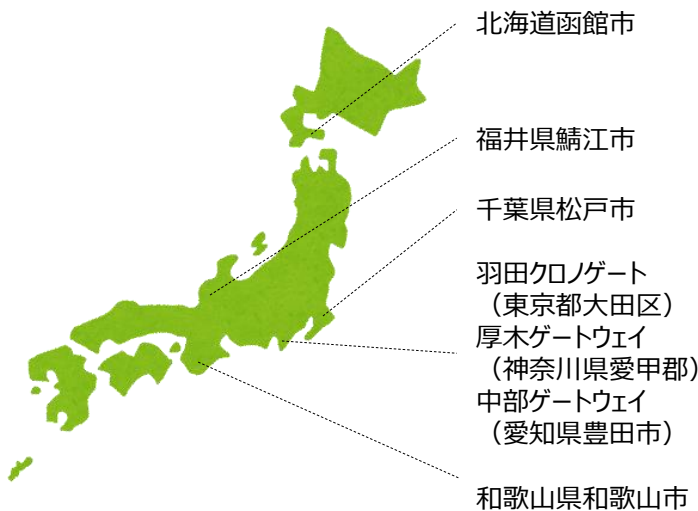 北海道函館市
福井県鯖江市
千葉県松戸市
羽田クロノゲート
（東京都大田区）
厚木ゲートウェイ
（神奈川県愛甲郡）
中部ゲートウェイ
（愛知県豊田市）
和歌山県和歌山市